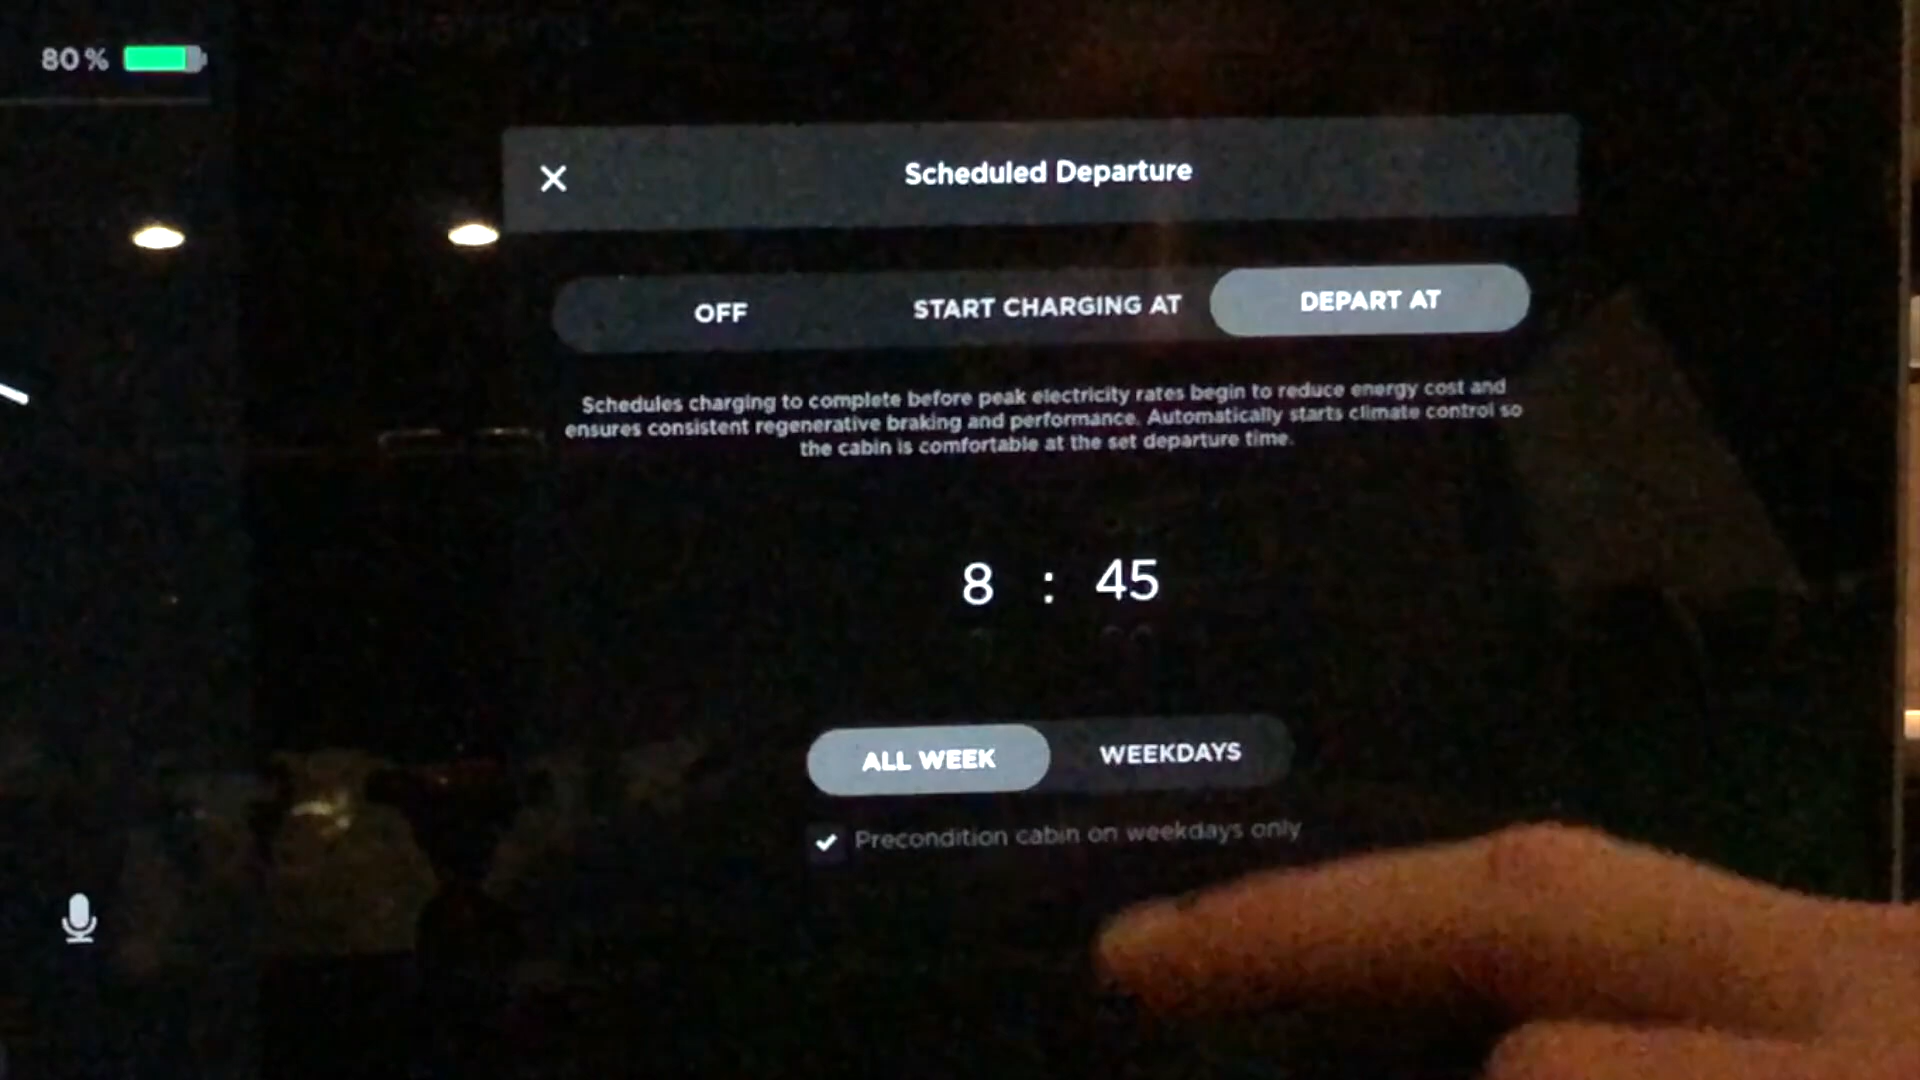 80 %
Scheduled Departure
OFF
START CHARGING AT
DEPART AT
Schedules charging to complete before peak electricity rates begin to reduce energy cost and
ensures consistent regenerative braking and performance. Automatically starts climate control so
the cabin is comfortable at the set departure time.
8 : 45
ALL WEEK
WEEKDAYS
Precondition cabin on weekdays only